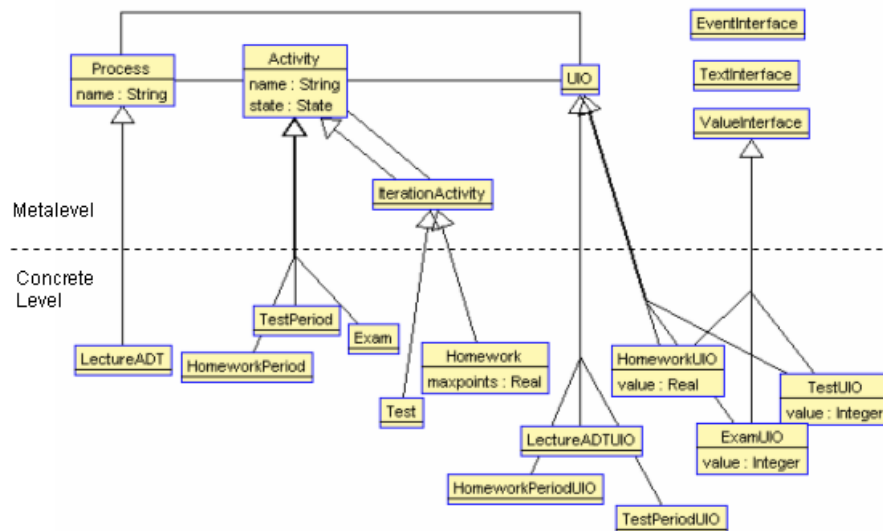 EventInterface
Process
name : String
Activity
name : String
state : State
UIO
TextInterface
ValueInterface
IterationActivity
Metalevel
Concrete
Level
LectureADT
TestPeriod
HomeworkPeriod
Exam
Homework
maxpoints : Real
Test
HomeworkUIO
value : Real
TestUIO
value : Integer
ExamUIO
value : Integer
LectureADTUIO
HomeworkPeriodUIO
TestPeriodUIO